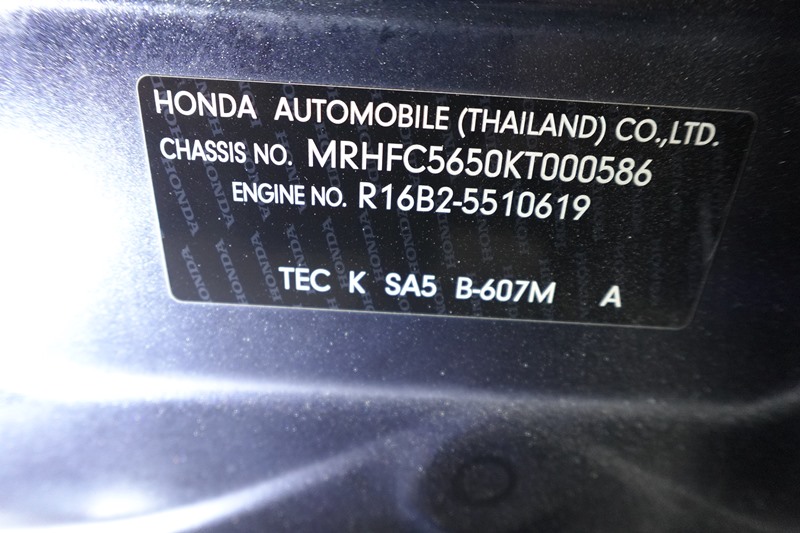 HONDA AUTOMOBILE (THAILAND) CO.,LTD.
CHASSIS NO. MRHFC5650KT000586
ENGINE NO. R16B2-5510619
TEC K SA5 B-607M A